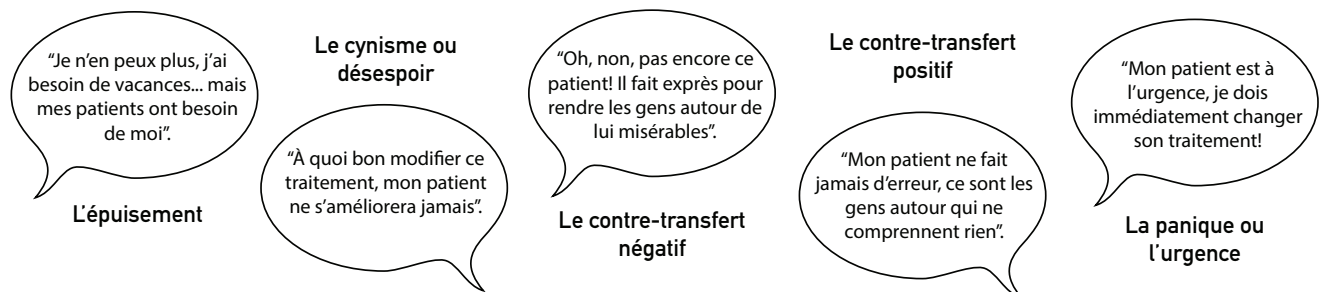 “Je n’en peux plus, j’ai
besoin de vacances... mais
mes patients ont besoin
de moi”.
L’épuisement
Le cynisme ou
désespoir
“À quoi bon modifier ce
traitement, mon patient
ne s’améliorera jamais”.
“Oh, non, pas encore ce
patient! Il fait exprès pour
rendre les gens autour de
lui misérables”.
Le contre-transfert
négatif
Le contre-transfert
positif
“Mon patient ne fait
jamais d’erreur, ce sont les
gens autour qui ne
comprennent rien”.
“Mon patient est à
l’urgence, je dois
immédiatement changer
son traitement!
La panique ou
l’urgence